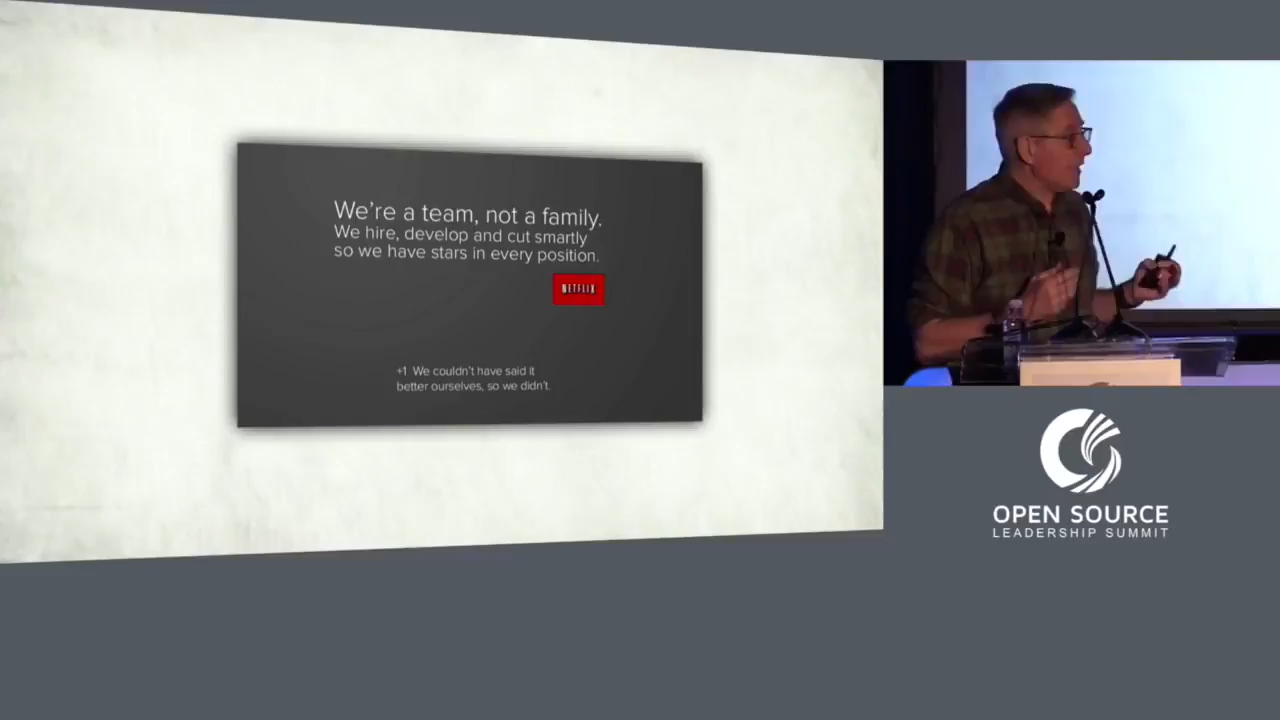 We're a team, not a family.
We hire, develop and cut smartly
so we have stars in every position.
NETFLIX
+1 We couldn't have said it
better ourselves, so we didn't.
OPEN SOURCE
LEADERSHIP SUMMIT